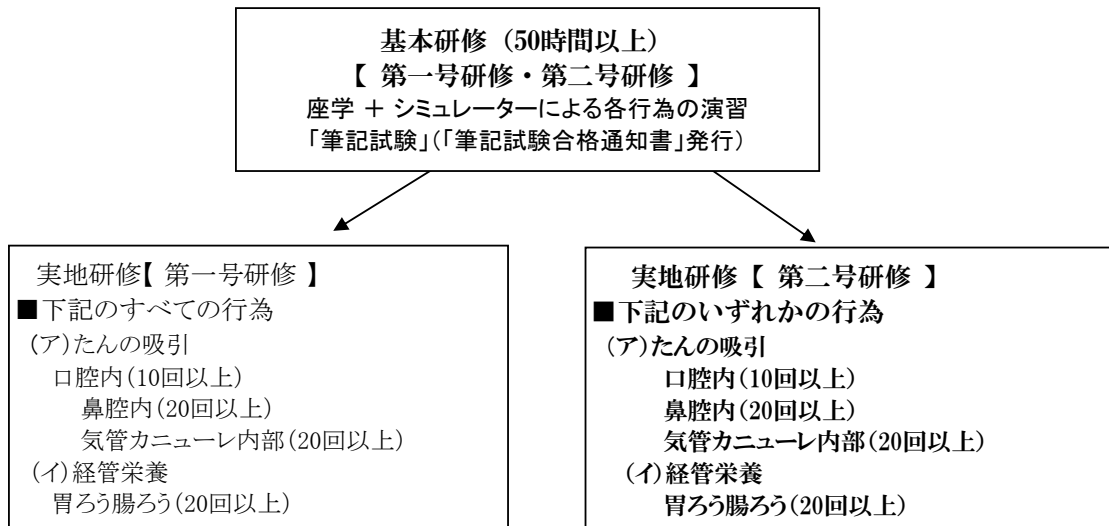 基本研修（50時間以上）
【 第一号研修・第二号研修 】
座学 ＋ シミュレーターによる各行為の演習
「筆記試験」（「筆記試験合格通知書」発行）
実地研修【 第一号研修 】
■下記のすべての行為
（ア）たんの吸引
口腔内（10回以上）
鼻腔内（20回以上）
気管カニューレ内部（20回以上）
（イ）経管栄養
胃ろう腸ろう（20回以上）
実地研修【 第二号研修 】
■下記のいずれかの行為
（ア）たんの吸引
口腔内（10回以上）
鼻腔内（20回以上）
気管カニューレ内部（20回以上）
（イ）経管栄養
胃ろう腸ろう（20回以上）